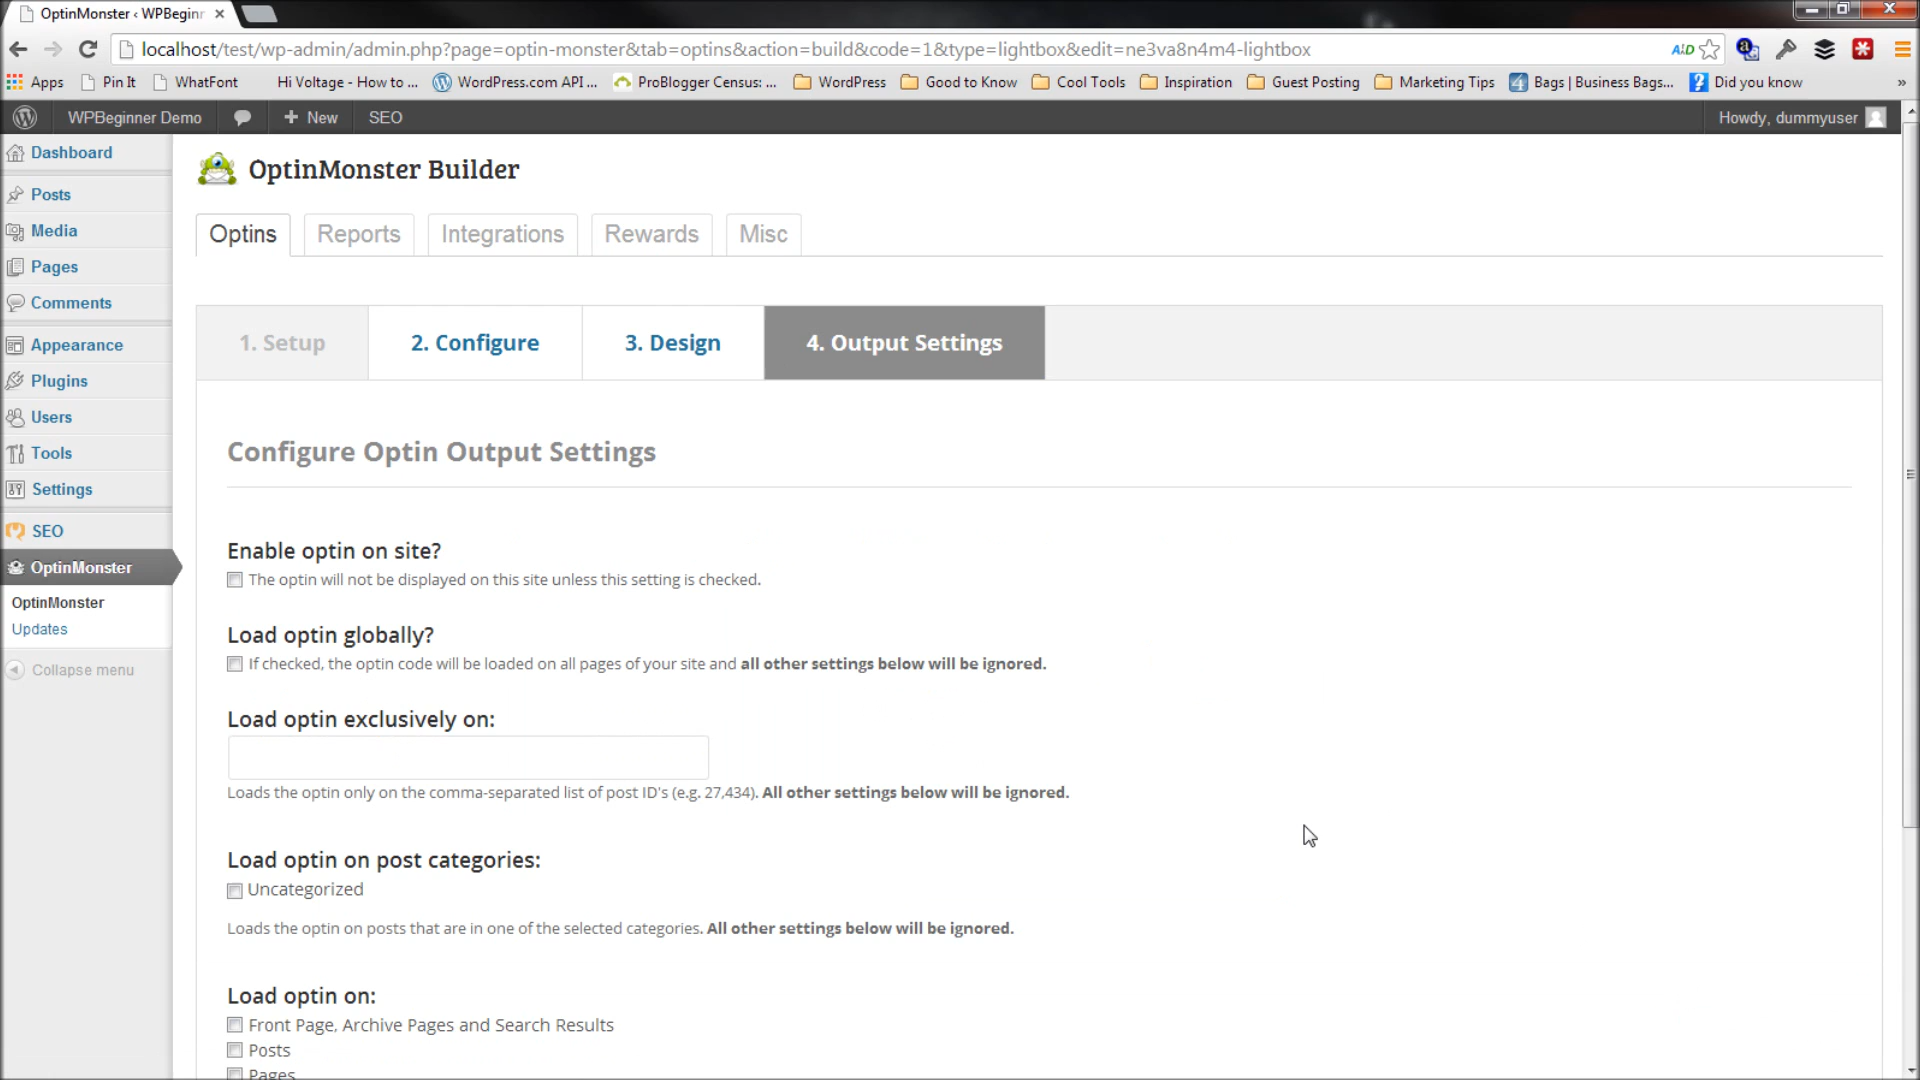 OptinMonster ‹ WPBeginr
localhost/test/wp-admin/admin.php?page=optin-monster&tab=optins&action=build&code=1&type=lightbox&edit=ne3va8n4m4-lightbox
Apps Pin It WhatFont Hi Voltage - How to ... WordPress.com API ... ProBlogger Census: ... WordPress Good to Know Cool Tools Inspiration Guest Posting Marketing Tips Bags | Business Bags... Did you know »
WPBeginner Demo + New SEO Howdy, dummyuser
Dashboard
Posts
Media
Pages
Comments
Appearance
Plugins
Users
Tools
Settings
SEO
OptinMonster
OptinMonster
Updates
Collapse menu
OptinMonster Builder
Optins Reports Integrations Rewards Misc
1. Setup 2. Configure 3. Design 4. Output Settings
Configure Optin Output Settings
Enable optin on site?
The optin will not be displayed on this site unless this setting is checked.
Load optin globally?
If checked, the optin code will be loaded on all pages of your site and all other settings below will be ignored.
Load optin exclusively on:
Loads the optin only on the comma-separated list of post ID's (e.g. 27,434). All other settings below will be ignored.
Load optin on post categories:
Uncategorized
Loads the optin on posts that are in one of the selected categories. All other settings below will be ignored.
Load optin on:
Front Page, Archive Pages and Search Results
Posts
Pages